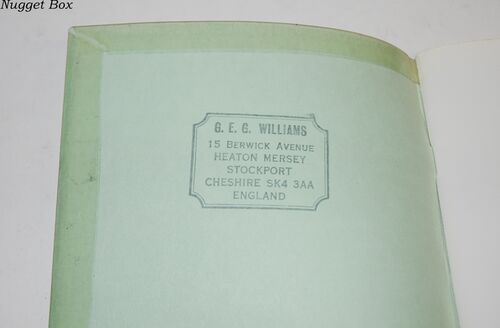 Nugget Box
G. E. G. WILLIAMS
15 BERWICK AVENUE
HEATON MERSEY
STOCKPORT
CHESHIRE SK4 3AA
ENGLAND